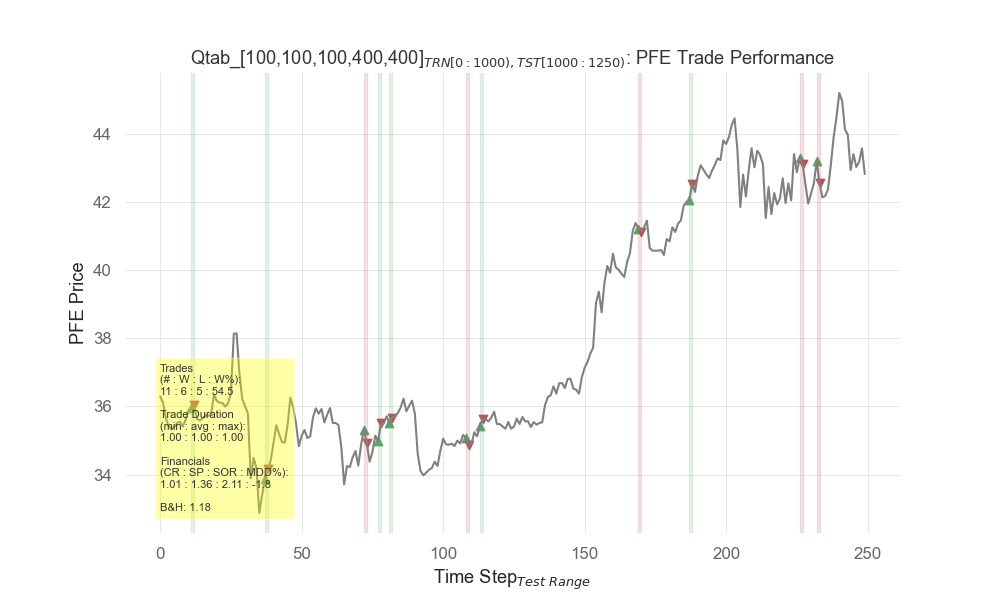 Qtab_[100,100,100,400,400]TRN[0 : 1000), TST[1000 : 1250): PFE Trade Performance
PFE Price
44
42
40
38
36
34
Trades
(# : W : L : W%):
11 : 6 : 5 : 54.5
Trade Duration
(min : avg : max):
1.00 : 1.00 : 1.00
Financials
(CR : SP : SOR : MDD%):
1.01 : 1.36 : 2.11 : -1.8
B&H: 1.18
0 50 100 150 200 250
Time StepTest Range